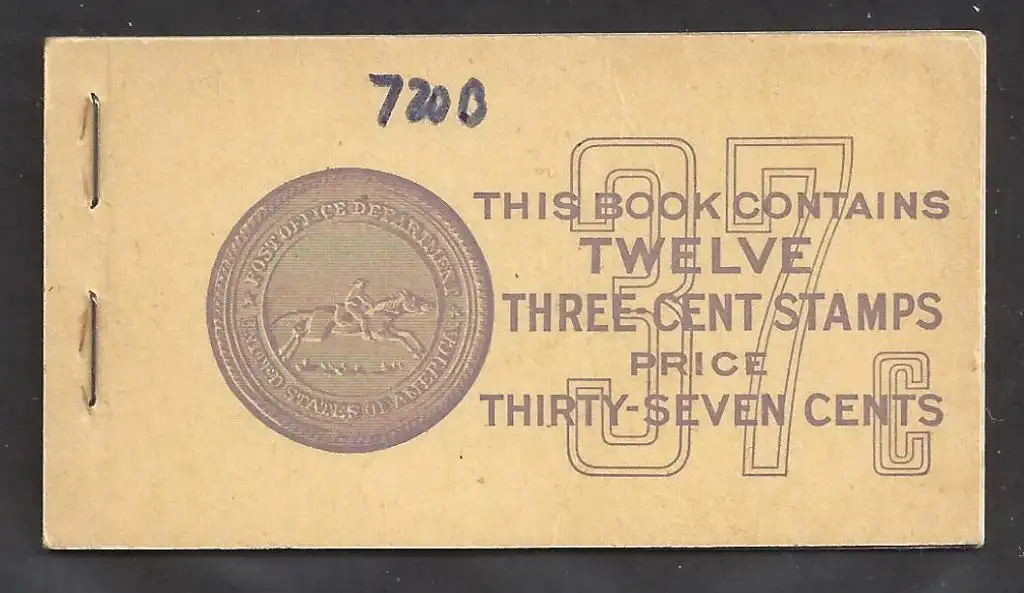 720B
POST OFFICE DEPARTMENT
UNITED STATES OF AMERICA
THIS BOOK CONTAINS
TWELVE
THREE-CENT STAMPS
PRICE
THIRTY-SEVEN CENTS
37c